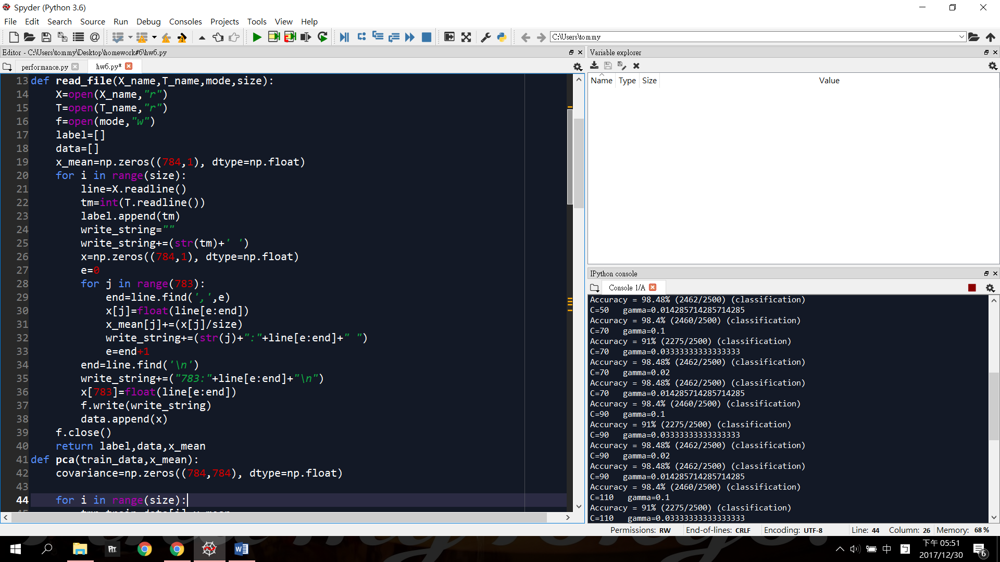 Spyder (Python 3.6)
File Edit Search Source Run Debug Consoles Projects Tools View Help
C:\Users\tommy
Editor - C:\Users\tommy\Desktop\homework#6\hw6.py
performance.py
hw6.py*
13 def read_file(X_name,T_name,mode,size):
14     X=open(X_name,"r")
15     T=open(T_name,"r")
16     f=open(mode,"w")
17     label=[]
18     data=[]
19     x_mean=np.zeros((784,1), dtype=np.float)
20     for i in range(size):
21         line=X.readline()
22         tm=int(T.readline())
23         label.append(tm)
24         write_string=""
25         write_string+=(str(tm)+' ')
26         x=np.zeros((784,1), dtype=np.float)
27         e=0
28         for j in range(783):
29             end=line.find(',',e)
30             x[j]=float(line[e:end])
31             x_mean[j]+=(x[j]/size)
32             write_string+=(str(j)+":"+line[e:end]+" ")
33             e=end+1
34         end=line.find('\n')
35         write_string+=("783:"+line[e:end]+"\n")
36         x[783]=float(line[e:end])
37         f.write(write_string)
38         data.append(x)
39     f.close()
40     return label,data,x_mean
41 def pca(train_data,x_mean):
42     covariance=np.zeros((784,784), dtype=np.float)
43
44     for i in range(size):
Variable explorer
Name Type Size Value
IPython console
Console 1/A
Accuracy = 98.48% (2462/2500) (classification)
C=50   gamma=0.014285714285714285
Accuracy = 98.4% (2460/2500) (classification)
C=70   gamma=0.1
Accuracy = 91% (2275/2500) (classification)
C=70   gamma=0.03333333333333333
Accuracy = 98.48% (2462/2500) (classification)
C=70   gamma=0.02
Accuracy = 98.48% (2462/2500) (classification)
C=70   gamma=0.014285714285714285
Accuracy = 98.4% (2460/2500) (classification)
C=90   gamma=0.1
Accuracy = 91% (2275/2500) (classification)
C=90   gamma=0.03333333333333333
Accuracy = 98.48% (2462/2500) (classification)
C=90   gamma=0.02
Accuracy = 98.48% (2462/2500) (classification)
C=90   gamma=0.014285714285714285
Accuracy = 98.4% (2460/2500) (classification)
C=110   gamma=0.1
Accuracy = 91% (2275/2500) (classification)
C=110   gamma=0.03333333333333333
Permissions: RW End-of-lines: CRLF Encoding: UTF-8 Line: 44 Column: 26 Memory: 68 %
中
下午 05:51
2017/12/30
6